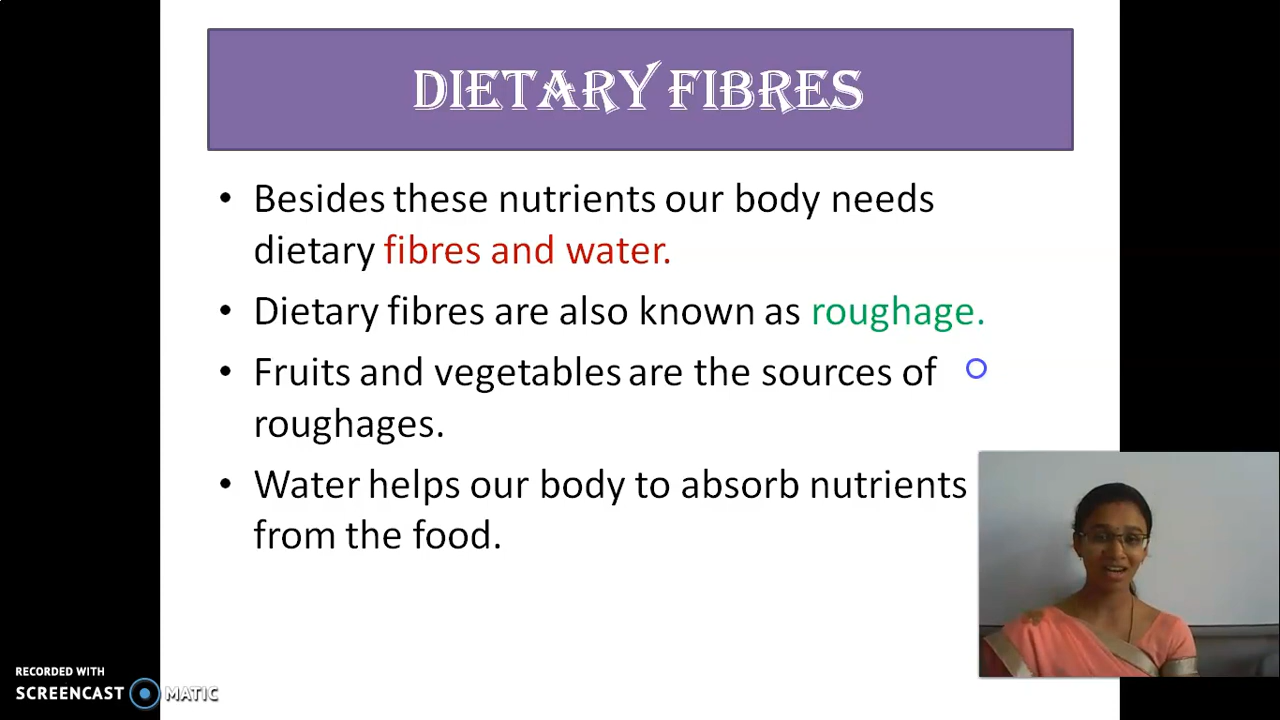 DIETARY FIBRES
• Besides these nutrients our body needs
dietary fibres and water.
• Dietary fibres are also known as roughage.
• Fruits and vegetables are the sources of
roughages.
• Water helps our body to absorb nutrients
from the food.
RECORDED WITH
SCREENCAST MATIC